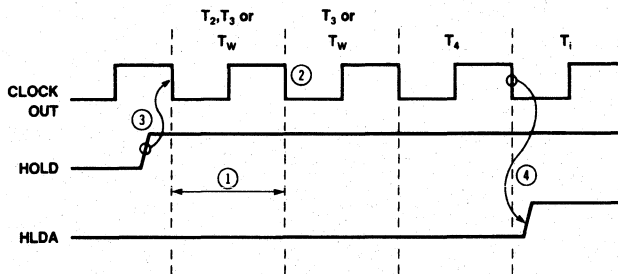 T2,T3 or
TW
T3 or
TW
T4
Ti
CLOCK
OUT
2
3
HOLD
1
4
HLDA